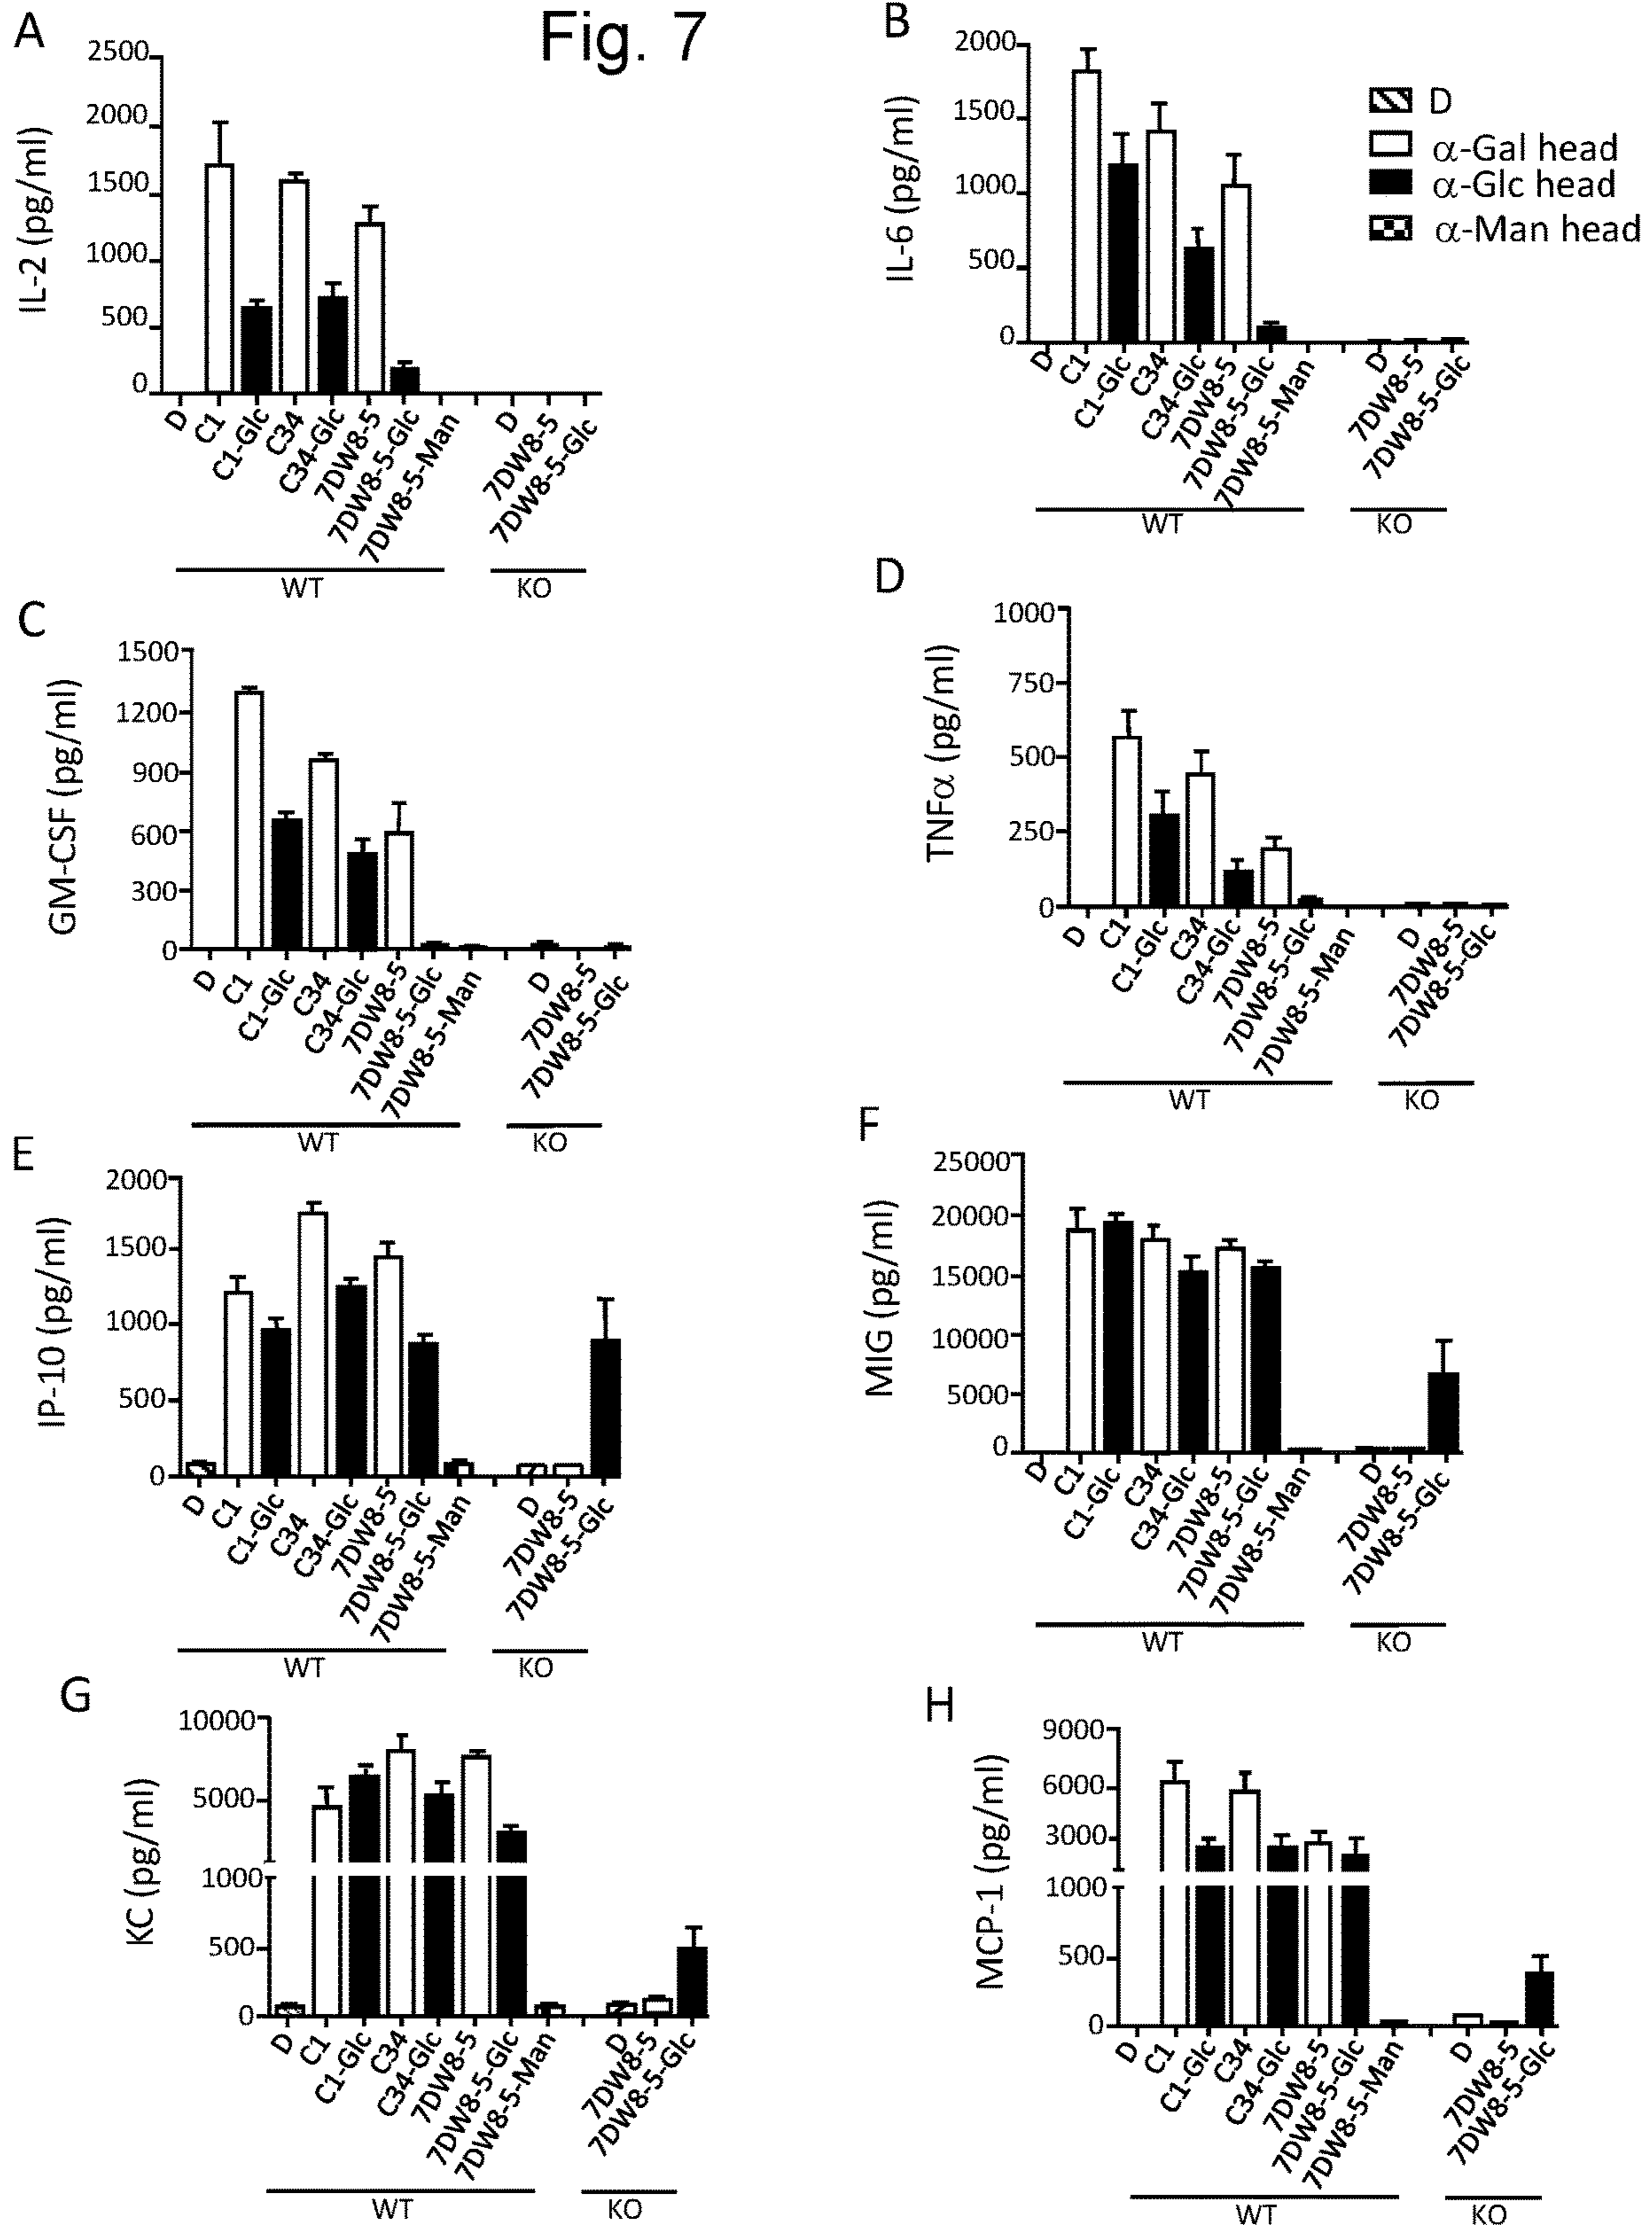 Fig. 7
A
IL-2 (pg/ml)
2500
2000
1500
1000
500
0
D
C1
C1-Glc
C34
C34-Glc
7DW8-5
7DW8-5-Glc
7DW8-5-Man
D
7DW8-5
7DW8-5-Glc
WT
KO
B
IL-6 (pg/ml)
2000
1500
1000
500
0
D
C1
C1-Glc
C34
C34-Glc
7DW8-5
7DW8-5-Glc
7DW8-5-Man
D
7DW8-5
7DW8-5-Glc
WT
KO
D
α-Gal head
α-Glc head
α-Man head
C
GM-CSF (pg/ml)
1500
1200
900
600
300
0
D
C1
C1-Glc
C34
C34-Glc
7DW8-5
7DW8-5-Glc
7DW8-5-Man
D
7DW8-5
7DW8-5-Glc
WT
KO
D
TNFα (pg/ml)
1000
750
500
250
0
D
C1
C1-Glc
C34
C34-Glc
7DW8-5
7DW8-5-Glc
7DW8-5-Man
D
7DW8-5
7DW8-5-Glc
WT
KO
E
IP-10 (pg/ml)
2000
1500
1000
500
0
D
C1
C1-Glc
C34
C34-Glc
7DW8-5
7DW8-5-Glc
7DW8-5-Man
D
7DW8-5
7DW8-5-Glc
WT
KO
F
MIG (pg/ml)
25000
20000
15000
10000
5000
0
D
C1
C1-Glc
C34
C34-Glc
7DW8-5
7DW8-5-Glc
7DW8-5-Man
D
7DW8-5
7DW8-5-Glc
WT
KO
G
KC (pg/ml)
10000
5000
1000
500
0
D
C1
C1-Glc
C34
C34-Glc
7DW8-5
7DW8-5-Glc
7DW8-5-Man
D
7DW8-5
7DW8-5-Glc
WT
KO
H
MCP-1 (pg/ml)
9000
6000
3000
1000
500
0
D
C1
C1-Glc
C34
C34-Glc
7DW8-5
7DW8-5-Glc
7DW8-5-Man
D
7DW8-5
7DW8-5-Glc
WT
KO